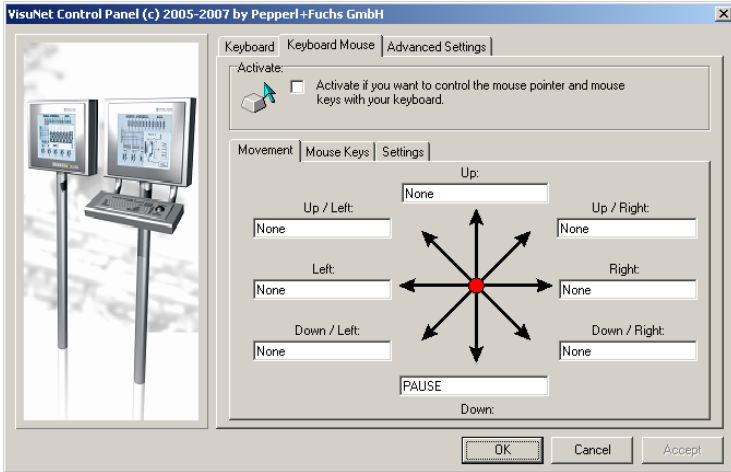 VisuNet Control Panel (c) 2005-2007 by Pepperl+Fuchs GmbH
Keyboard Keyboard Mouse Advanced Settings
Activate:
Activate if you want to control the mouse pointer and mouse
keys with your keyboard.
Movement Mouse Keys Settings
Up:
None
Up / Left:
None
Up / Right:
None
Left:
None
Right:
None
Down / Left:
None
Down / Right:
None
PAUSE
Down:
OK Cancel Accept